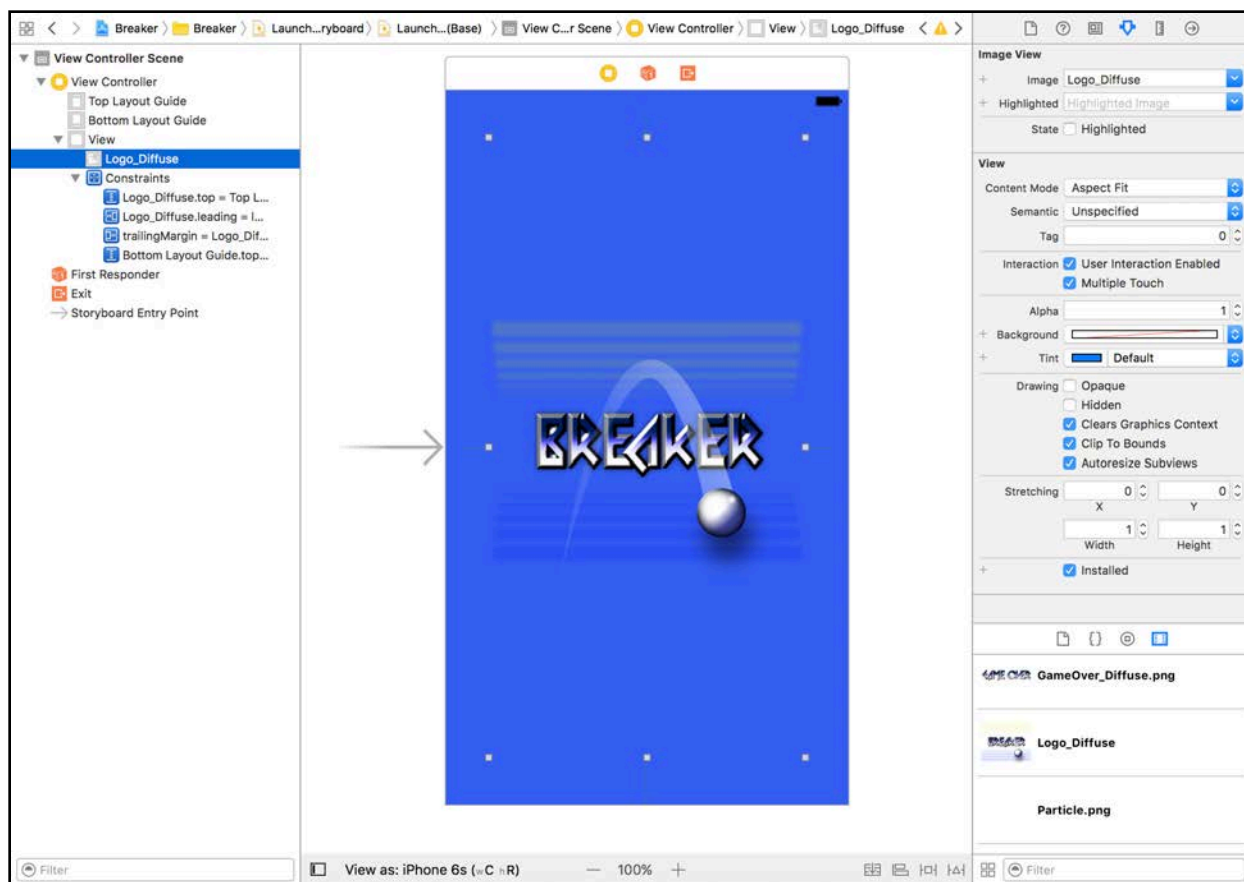 Breaker Breaker Launch...ryboard Launch...(Base) View C...r Scene View Controller View Logo_Diffuse
View Controller Scene
View Controller
Top Layout Guide
Bottom Layout Guide
View
Logo_Diffuse
Constraints
Logo_Diffuse.top = Top L...
Logo_Diffuse.leading = l...
trailingMargin = Logo_Dif...
Bottom Layout Guide.top...
First Responder
Exit
Storyboard Entry Point
Filter
BREAKER
View as: iPhone 6s (wC hR)
100%
Image View
Image Logo_Diffuse
Highlighted Highlighted Image
State Highlighted
View
Content Mode Aspect Fit
Semantic Unspecified
Tag 0
Interaction User Interaction Enabled
Multiple Touch
Alpha 1
Background
Tint Default
Drawing Opaque
Hidden
Clears Graphics Context
Clip To Bounds
Autoresize Subviews
Stretching 0 0
X Y
1 1
Width Height
Installed
GAME OVER GameOver_Diffuse.png
BREAKER Logo_Diffuse
Particle.png
Filter